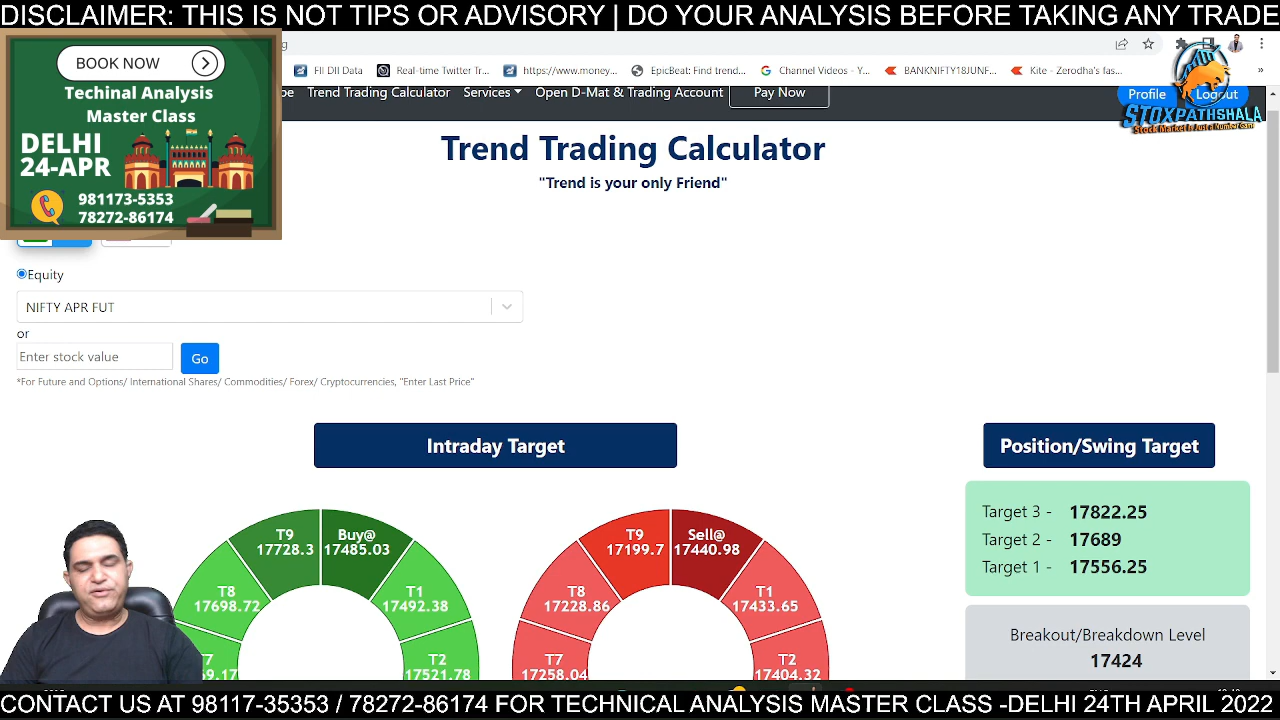 DISCLAIMER: THIS IS NOT TIPS OR ADVISORY | DO YOUR ANALYSIS BEFORE TAKING ANY TRADE
BOOK NOW
Techinal Analysis
Master Class
DELHI
24-APR
981173-5353
78272-86174
FII DII Data
Real-time Twitter Tr...
https://www.money...
EpicBeat: Find trend...
Channel Videos - Y...
BANKNIFTY18JUNF...
Kite - Zerodha's fas...
»
Trend Trading Calculator
Services
Open D-Mat & Trading Account
Pay Now
Profile
Logout
STOXPATHSHALA
Stock Market is Just a Number Game
Trend Trading Calculator
"Trend is your only Friend"
Equity
NIFTY APR FUT
or
Enter stock value
Go
*For Future and Options/ International Shares/ Commodities/ Forex/ Cryptocurrencies, "Enter Last Price"
Intraday Target
Position/Swing Target
T9
17728.3
Buy@
17485.03
T8
17698.72
T1
17492.38
T2
17521.78
T9
17199.7
Sell@
17440.98
T8
17228.86
T1
17433.65
T7
17258.04
T2
17404.32
Target 3 - 17822.25
Target 2 - 17689
Target 1 - 17556.25
Breakout/Breakdown Level
17424
CONTACT US AT 98117-35353 / 78272-86174 FOR TECHNICAL ANALYSIS MASTER CLASS -DELHI 24TH APRIL 2022